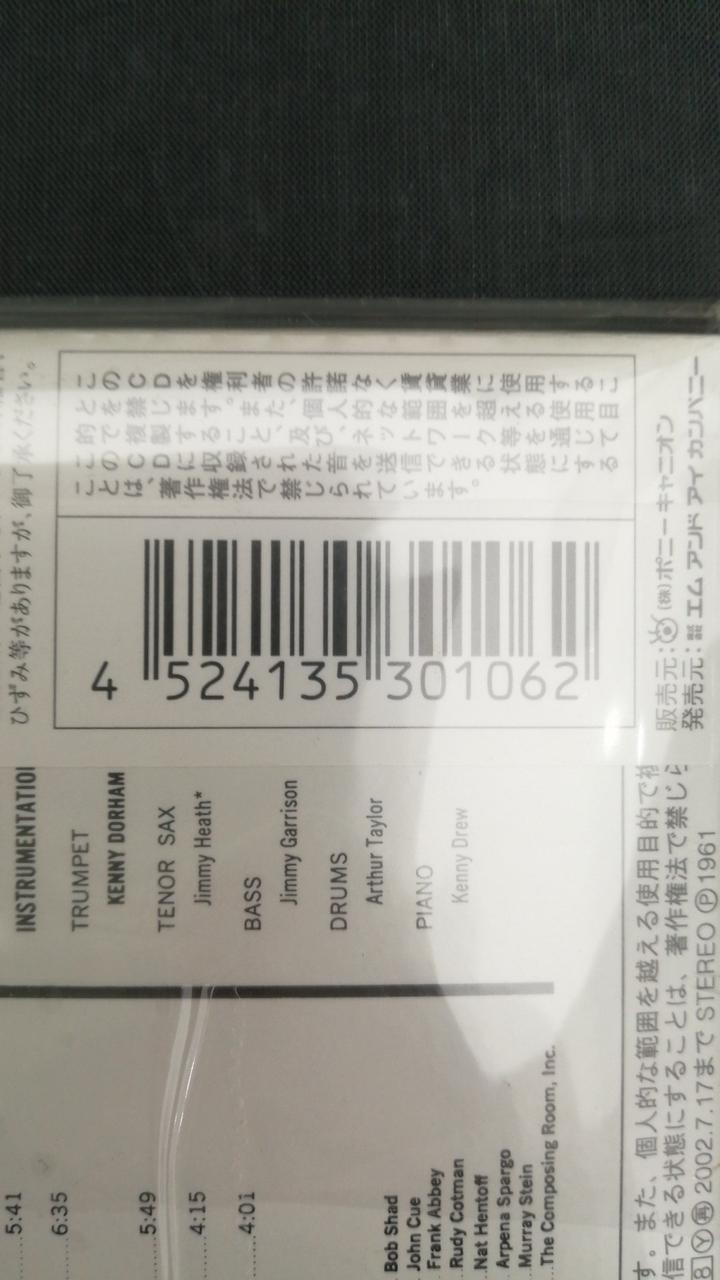 ひずみ等がありますが、御了承ください。
このCDを権利者の許諾なく賃貸業に使用するこ
とを禁じます。また、個人的な範囲を超える使用目
的で複製すること、及び、ネットワーク等を通じて
このCDに収録された音を送信できる状態にする
ことは、著作権法で禁じられています。
4 524135 301062
販売元:(株)ポニーキャニオン
発売元: エム アンド アイ カンパニー
INSTRUMENTATIO
TRUMPET
KENNY DORHAM
TENOR SAX
Jimmy Heath*
BASS
Jimmy Garrison
DRUMS
Arthur Taylor
PIANO
Kenny Drew
5:41
6:35
5:49
4:15
4:01
Bob Shad
John Cue
Frank Abbey
Rudy Cotman
Nat Hentoff
Arpena Spargo
Murray Stein
The Composing Room, Inc.
す。また、個人的な範囲を越える使用目的で複
信できる状態にすることは、著作権法で禁じら
B Y 再 2002.7.17まで STEREO Ⓟ1961